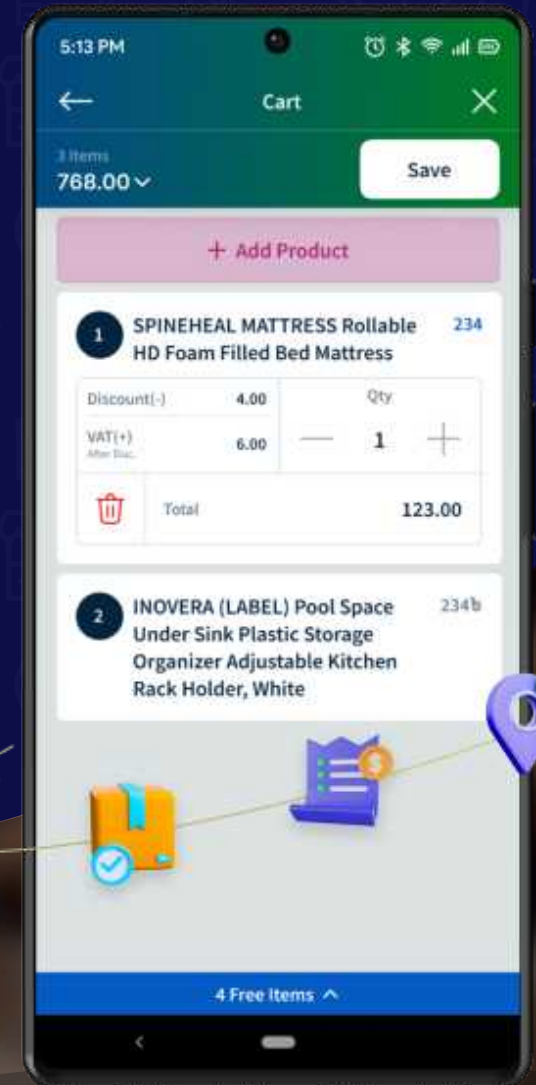 5:13 PM
Cart
3 Items
768.00
Save
+ Add Product
1
SPINEHEAL MATTRESS Rollable
HD Foam Filled Bed Mattress
234
Discount(-) 4.00
Qty
VAT(+) 6.00
After Disc.
— 1 +
Total 123.00
2
INOVERA (LABEL) Pool Space
Under Sink Plastic Storage
Organizer Adjustable Kitchen
Rack Holder, White
234
$
4 Free Items